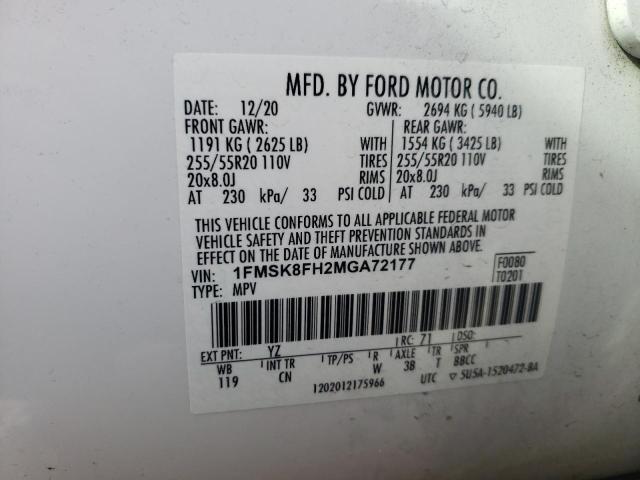 MFD. BY FORD MOTOR CO.
DATE: 12/20 GVWR: 2694 KG ( 5940 LB)
FRONT GAWR: REAR GAWR:
1191 KG ( 2625 LB) 1554 KG ( 3425 LB)
255/55R20 110V TIRES 255/55R20 110V TIRES
20x8.0J RIMS 20x8.0J RIMS
AT 230 kPa/ 33 PSI COLD AT 230 kPa/ 33 PSI COLD
THIS VEHICLE CONFORMS TO ALL APPLICABLE FEDERAL MOTOR
VEHICLE SAFETY AND THEFT PREVENTION STANDARDS IN
EFFECT ON THE DATE OF MANUFACTURE SHOWN ABOVE.
VIN: 1FMSK8FH2MGA72177 F0080
TYPE: MPV T0201
RC: 71 DSO:
EXT PNT: YZ
WB INT TR TP/PS R AXLE TR SPR
119 CN W 38 T BBCC
1202012175966 UTC ▽ 5U5A-1520472-BA